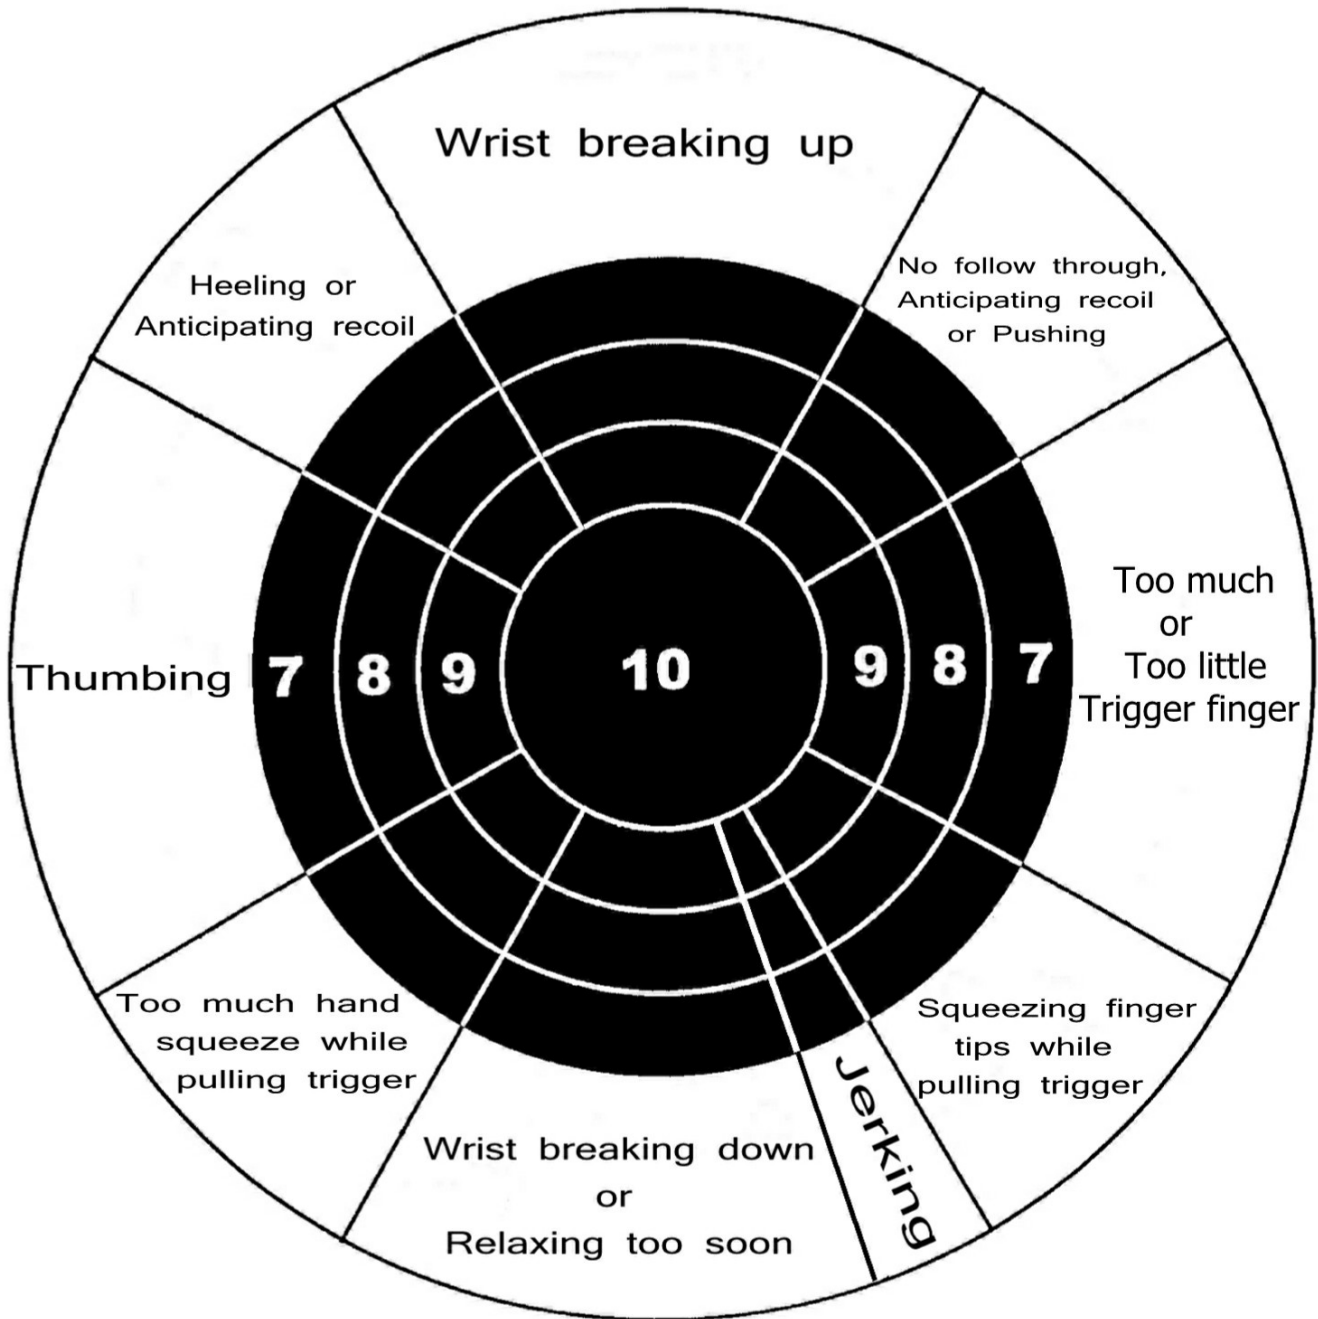 Wrist breaking up
Heeling or
Anticipating recoil
No follow through,
Anticipating recoil
or Pushing
Thumbing
7 8 9 10 9 8 7
Too much
or
Too little
Trigger finger
Too much hand
squeeze while
pulling trigger
Wrist breaking down
or
Relaxing too soon
Jerking
Squeezing finger
tips while
pulling trigger